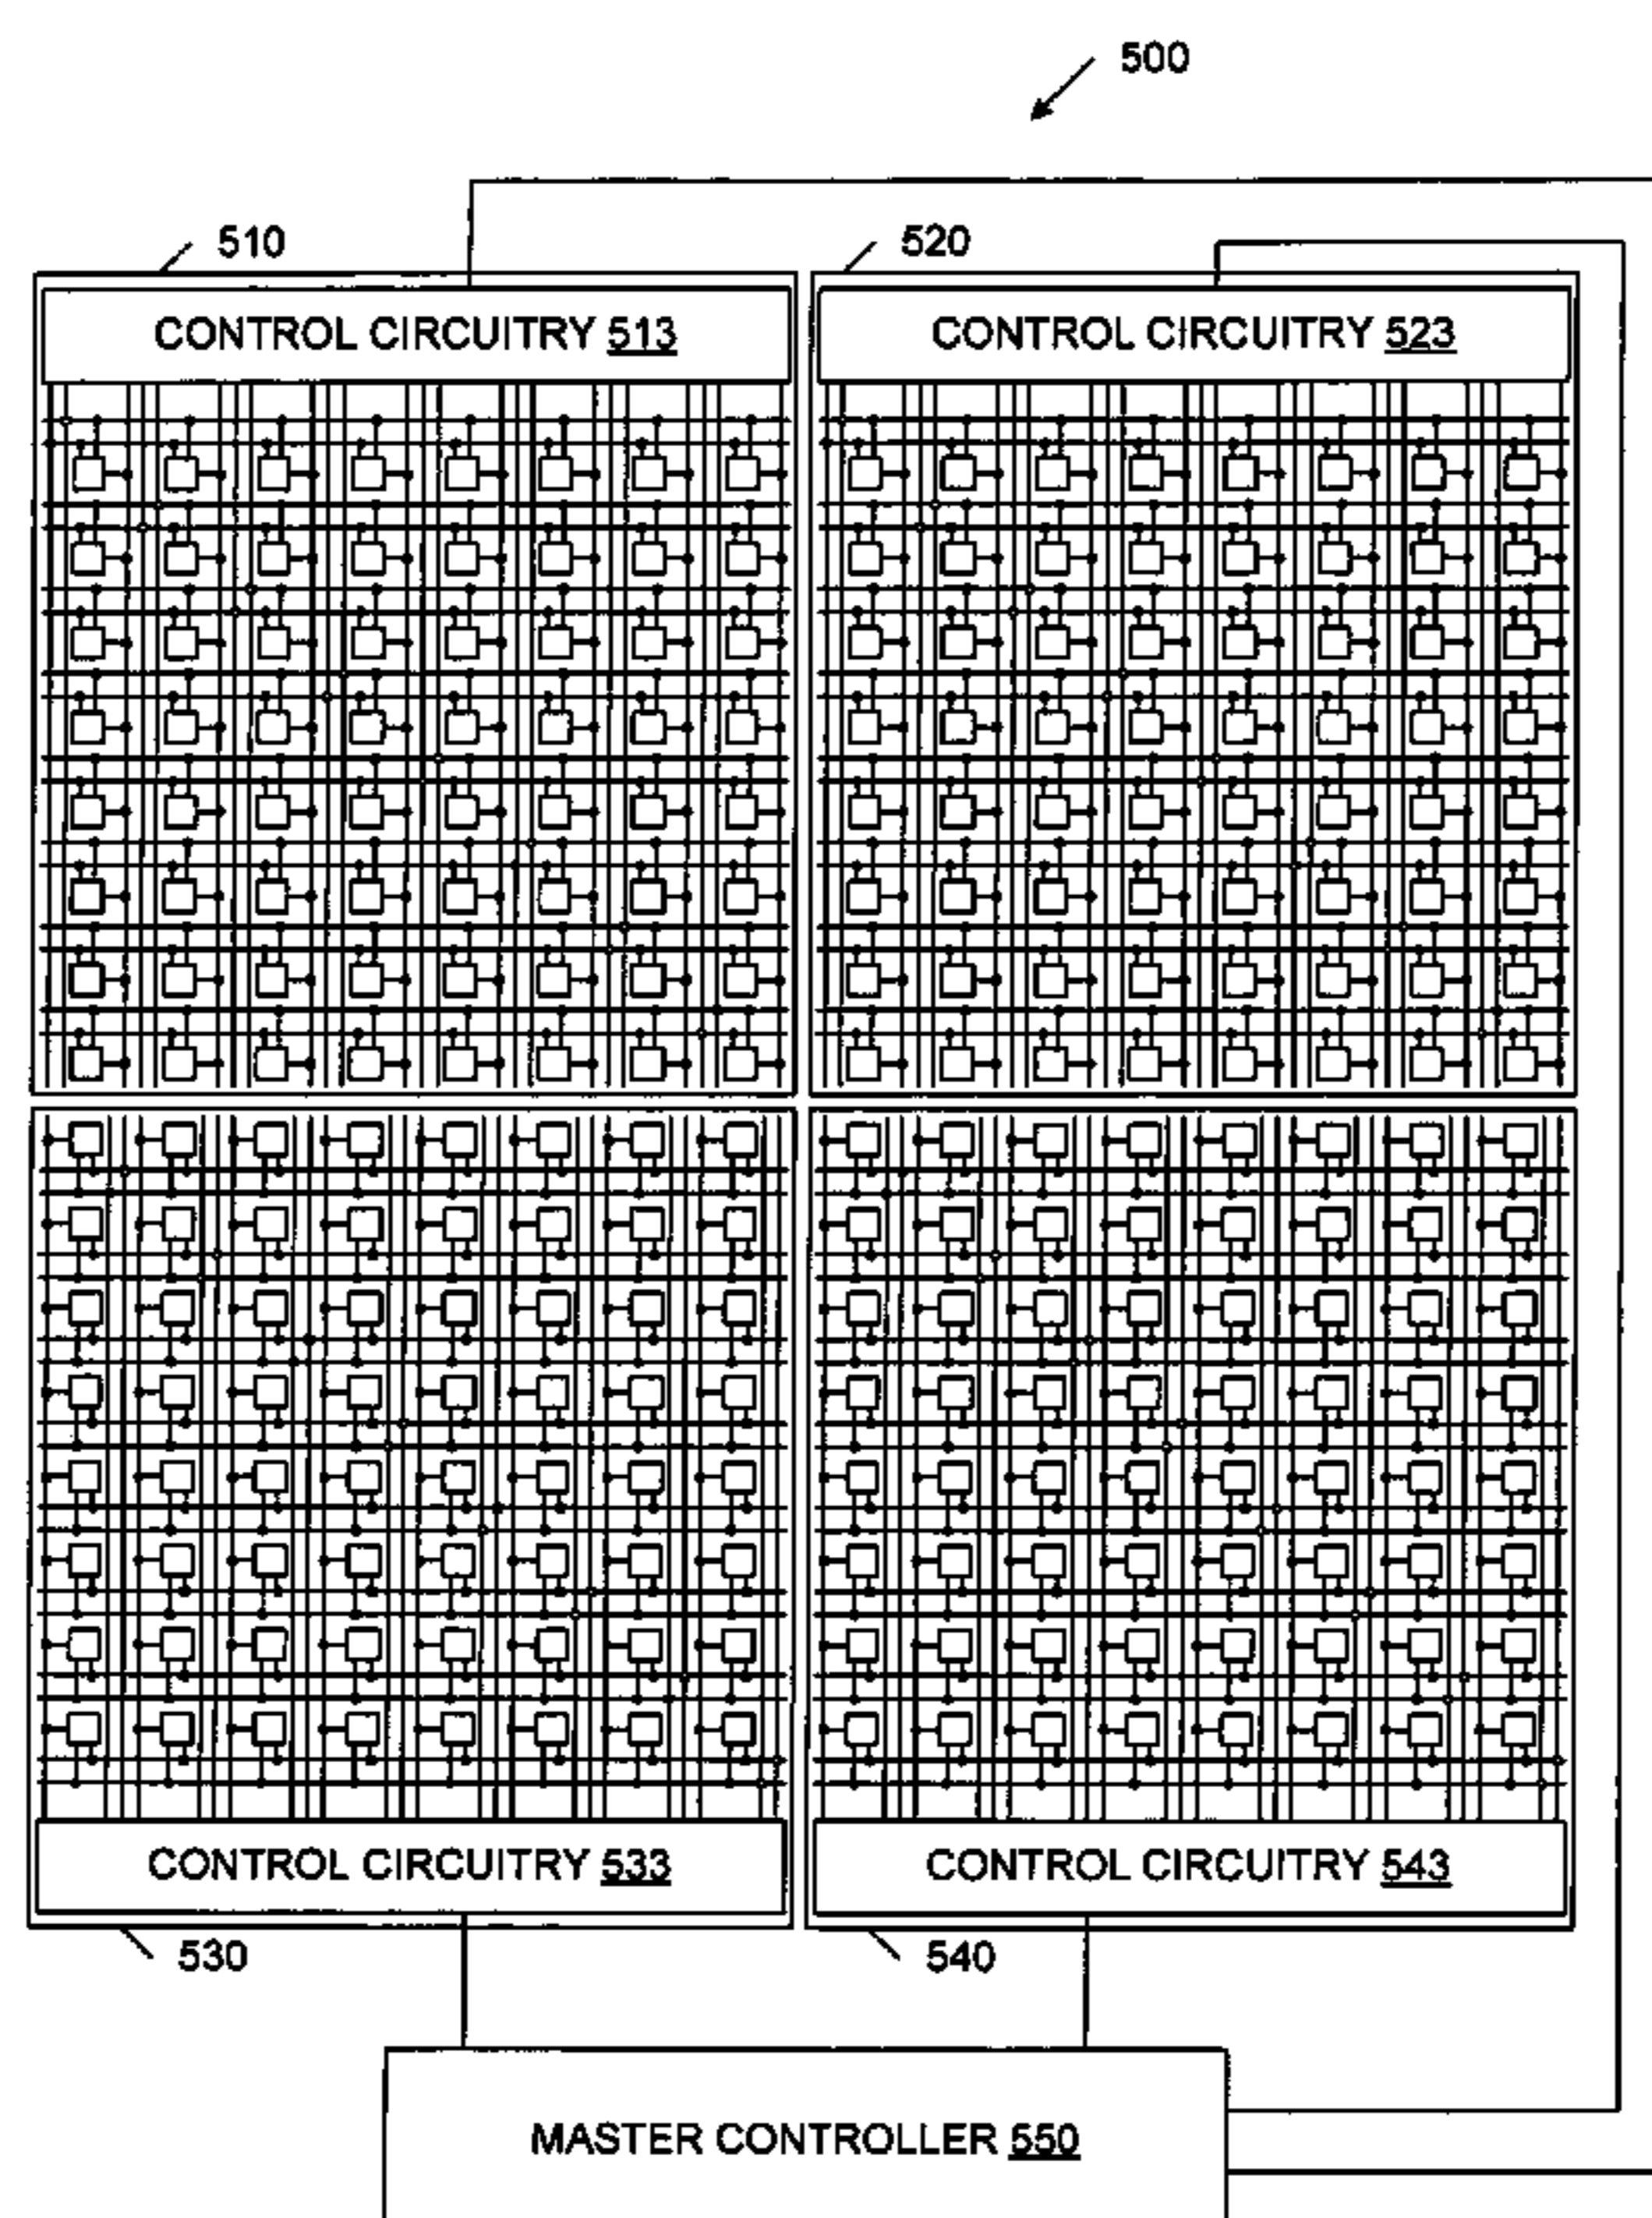 500
510
520
CONTROL CIRCUITRY 513
CONTROL CIRCUITRY 523
CONTROL CIRCUITRY 533
CONTROL CIRCUITRY 543
530
540
MASTER CONTROLLER 550